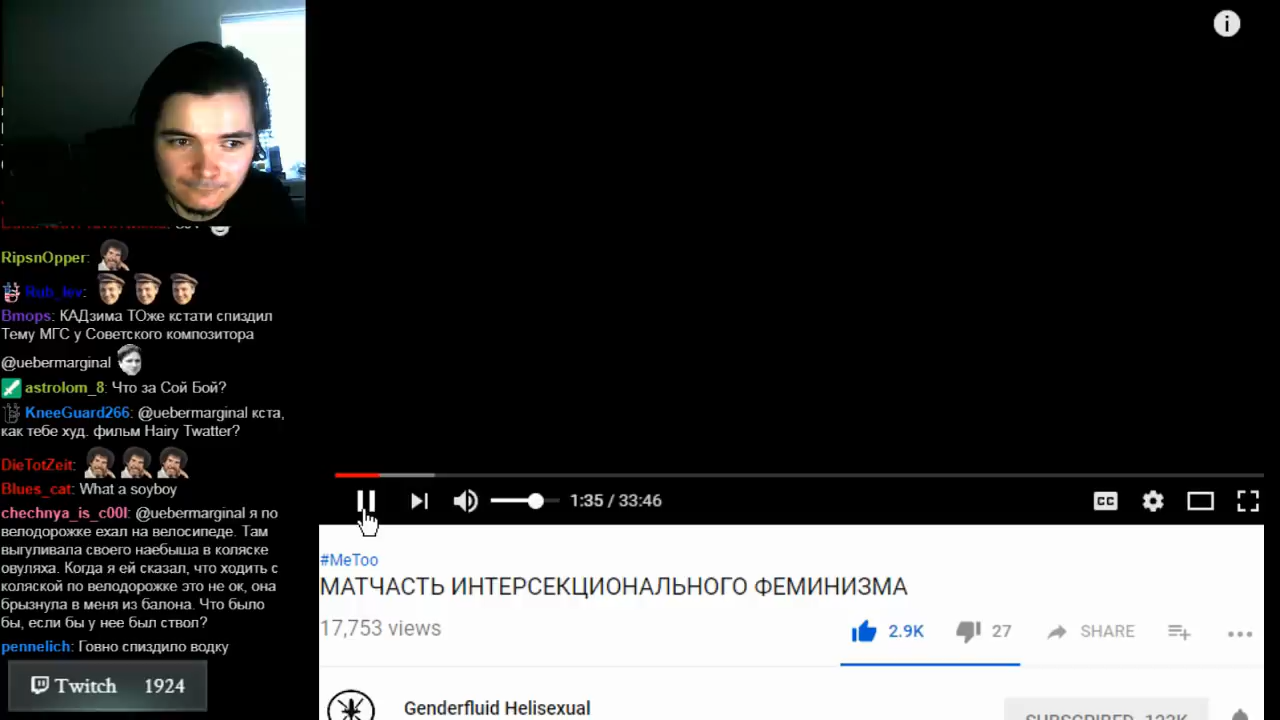 RipsnOpper:
Rub_lev:
Bmops: КАДзима ТОже кстати спиздил
Тему МГС у Советского композитора
@uebermarginal
astrolom_8: Что за Сой Бой?
KneeGuard266: @uebermarginal кста,
как тебе худ. фильм Hairy Twatter?
DieTotZeit:
Blues_cat: What a soyboy
chechnya_is_c00l: @uebermarginal я по
велодорожке ехал на велосипеде. Там
выгуливала своего наебыша в коляске
овуляха. Когда я ей сказал, что ходить с
коляской по велодорожке это не ок, она
брызнула в меня из балона. Что было
бы, если бы у нее был ствол?
pennelich: Говно спиздило водку
Twitch 1924
1:35 / 33:46
CC
#MeToo
МАТЧАСТЬ ИНТЕРСЕКЦИОНАЛЬНОГО ФЕМИНИЗМА
17,753 views
2.9K 27 SHARE
Genderfluid Helisexual
SUBSCRIBED 123K